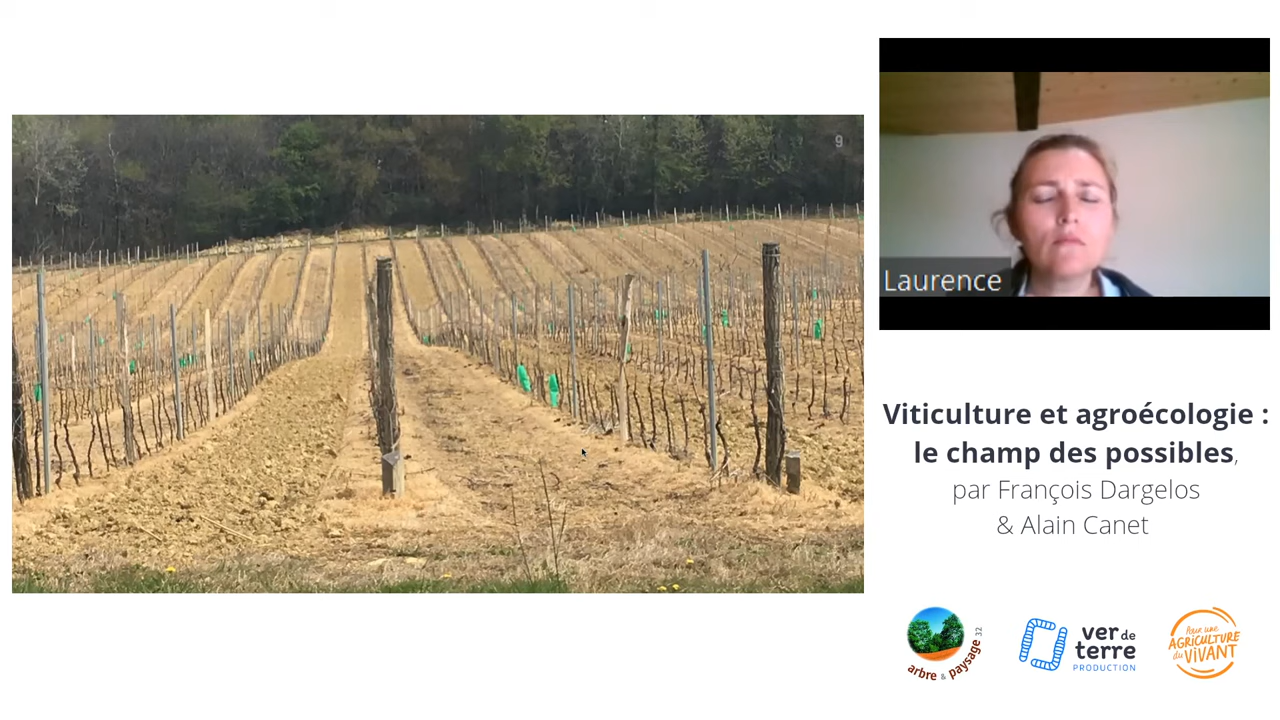 9
Laurence
Viticulture et agroécologie :
le champ des possibles,
par François Dargelos
& Alain Canet
arbre & paysage 32
ver de
terre
PRODUCTION
Pour une
AGRICULTURE
du ViVANT